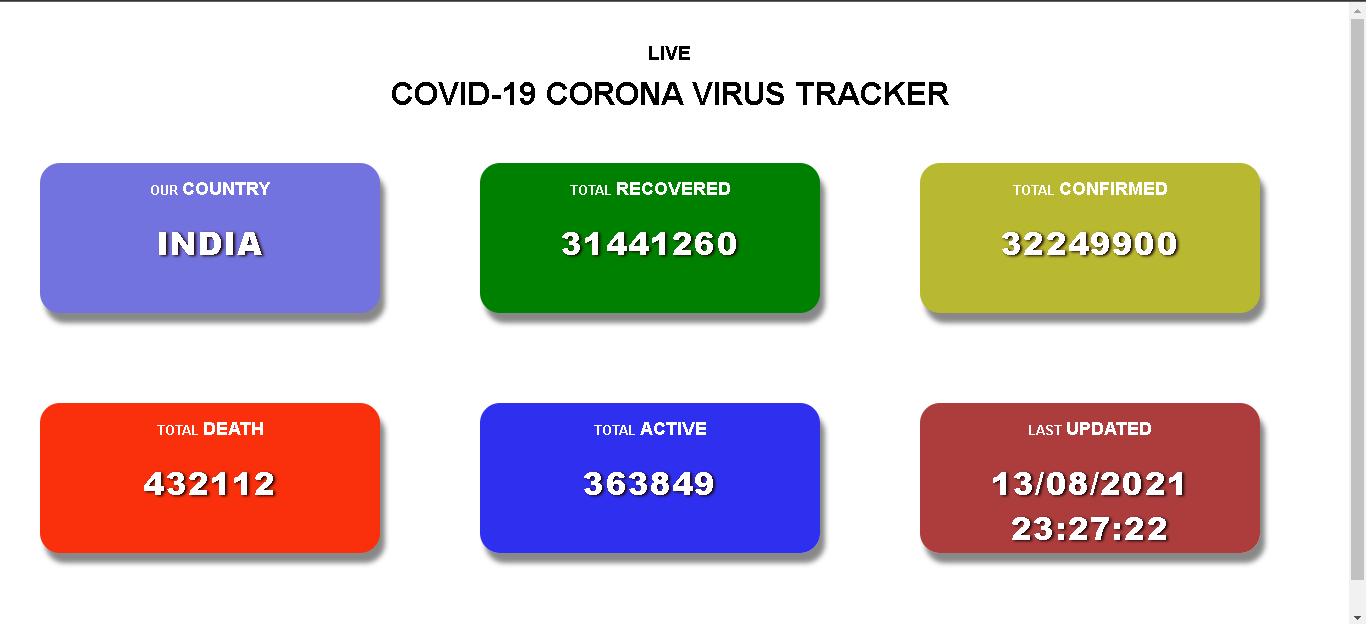 LIVE
COVID-19 CORONA VIRUS TRACKER
OUR COUNTRY
INDIA
TOTAL RECOVERED
31441260
TOTAL CONFIRMED
32249900
TOTAL DEATH
432112
TOTAL ACTIVE
363849
LAST UPDATED
13/08/2021
23:27:22